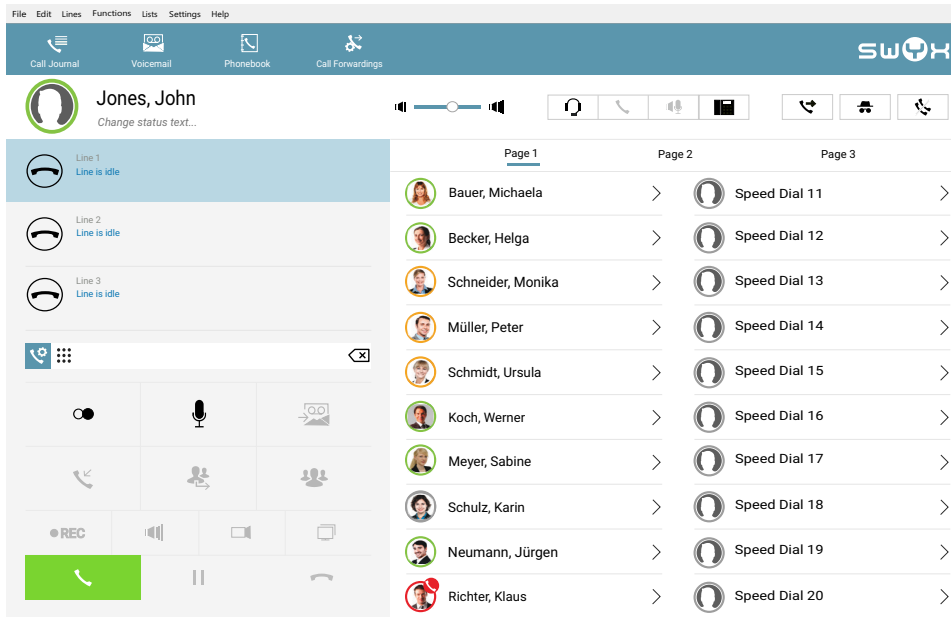 File Edit Lines Functions Lists Settings Help
Call Journal Voicemail Phonebook Call Forwardings
swyx
Jones, John
Change status text...
Line 1
Line is idle
Line 2
Line is idle
Line 3
Line is idle
REC
Page 1 Page 2 Page 3
Bauer, Michaela Speed Dial 11
Becker, Helga Speed Dial 12
Schneider, Monika Speed Dial 13
Müller, Peter Speed Dial 14
Schmidt, Ursula Speed Dial 15
Koch, Werner Speed Dial 16
Meyer, Sabine Speed Dial 17
Schulz, Karin Speed Dial 18
Neumann, Jürgen Speed Dial 19
Richter, Klaus Speed Dial 20